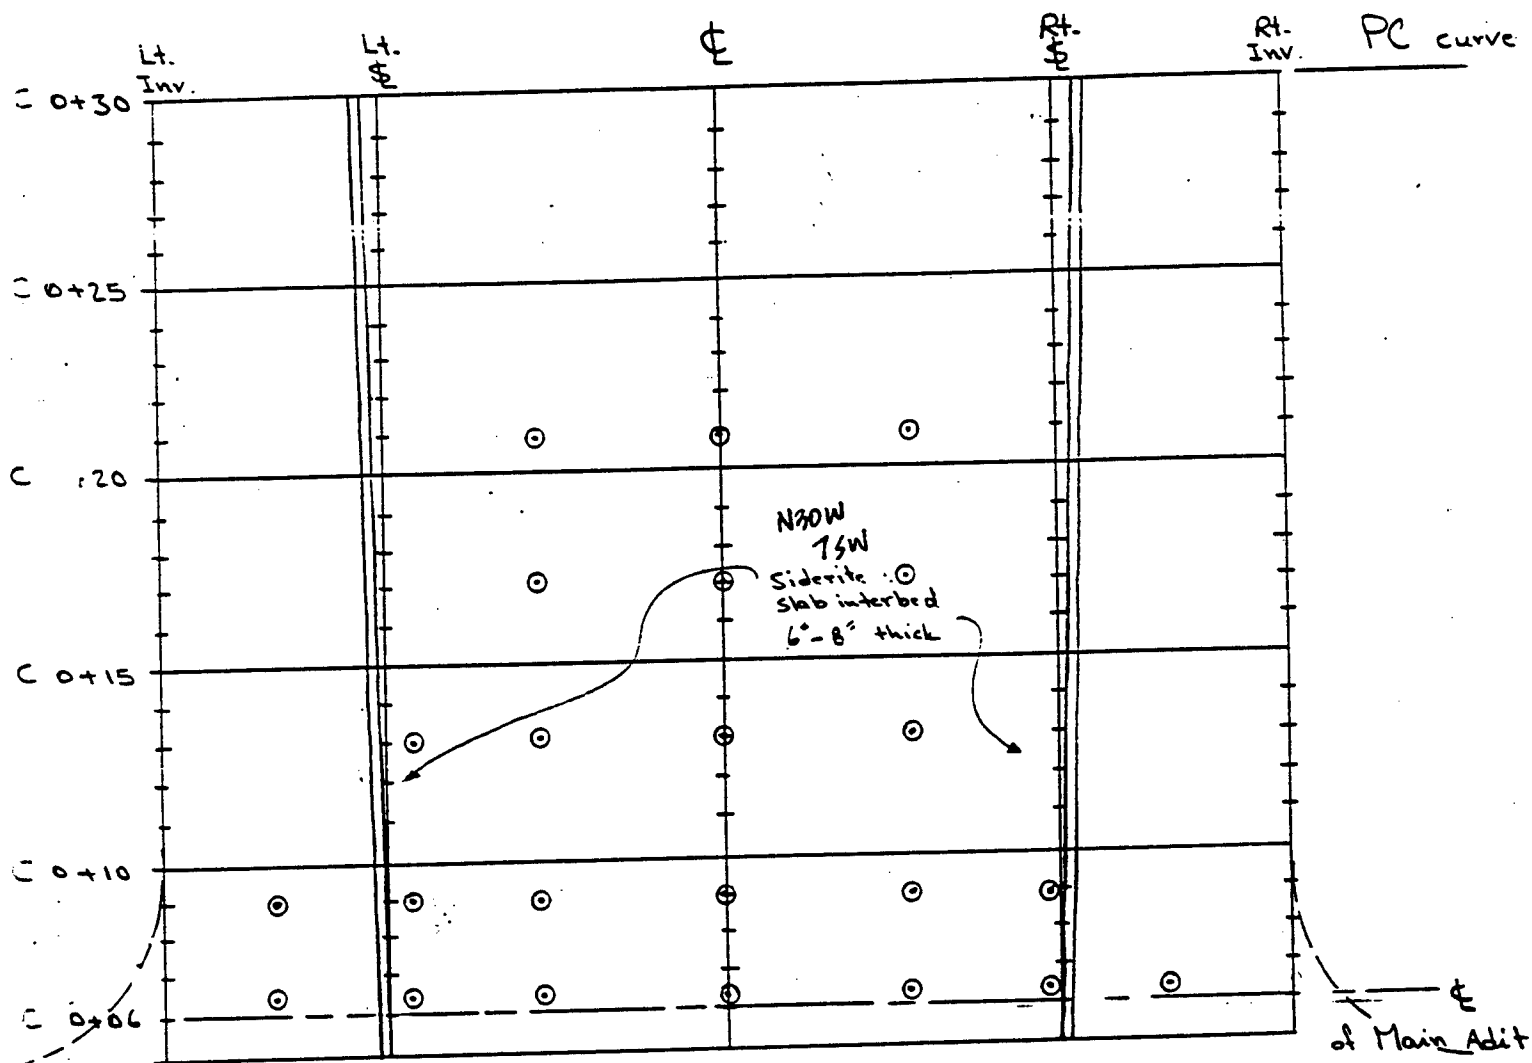 Lt.
Inv.
Lt.
℄
℄
Rt.
℄
Rt.
Inv.
PC curve
C 0+30
C 0+25
C :20
N30W
75W
Siderite
slab interbed
6"-8" thick
C 0+15
C 0+10
C 0+06
℄
of Main Adit